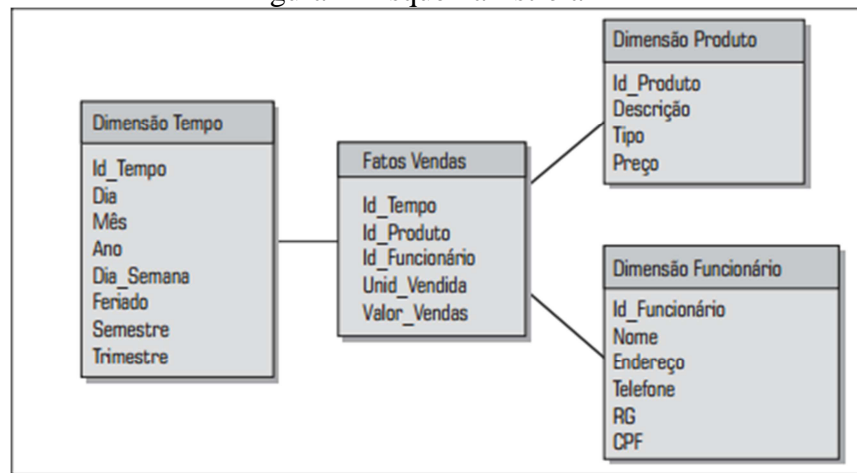 Dimensão Produto
Id_Produto
Descrição
Tipo
Preço
Dimensão Tempo
Id_Tempo
Dia
Mês
Ano
Dia_Semana
Feriado
Semestre
Trimestre
Fatos Vendas
Id_Tempo
Id_Produto
Id_Funcionário
Unid_Vendida
Valor_Vendas
Dimensão Funcionário
Id_Funcionário
Nome
Endereço
Telefone
RG
CPF